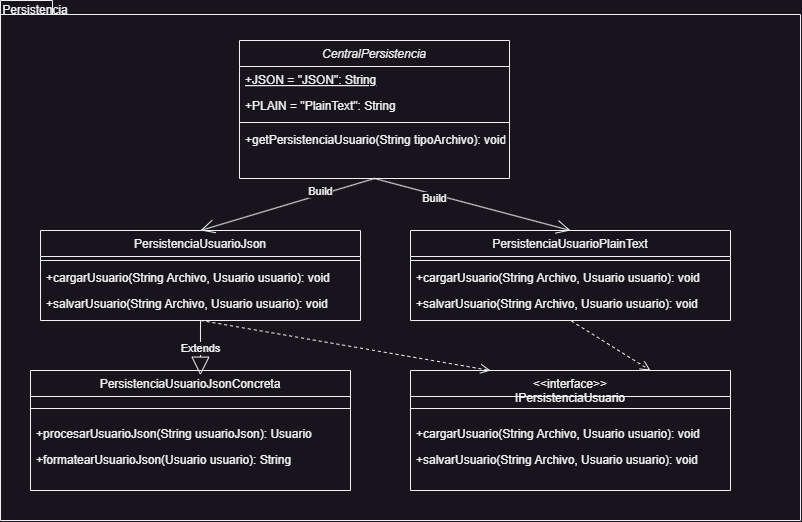 Persistencia
CentralPersistencia
+JSON = "JSON": String
+PLAIN = "PlainText": String
+getPersistenciaUsuario(String tipoArchivo): void
Build
Build
PersistenciaUsuarioJson
+cargarUsuario(String Archivo, Usuario usuario): void
+salvarUsuario(String Archivo, Usuario usuario): void
PersistenciaUsuarioPlainText
+cargarUsuario(String Archivo, Usuario usuario): void
+salvarUsuario(String Archivo, Usuario usuario): void
Extends
PersistenciaUsuarioJsonConcreta
+procesarUsuarioJson(String usuarioJson): Usuario
+formatearUsuarioJson(Usuario usuario): String
<<interface>>
IPersistenciaUsuario
+cargarUsuario(String Archivo, Usuario usuario): void
+salvarUsuario(String Archivo, Usuario usuario): void